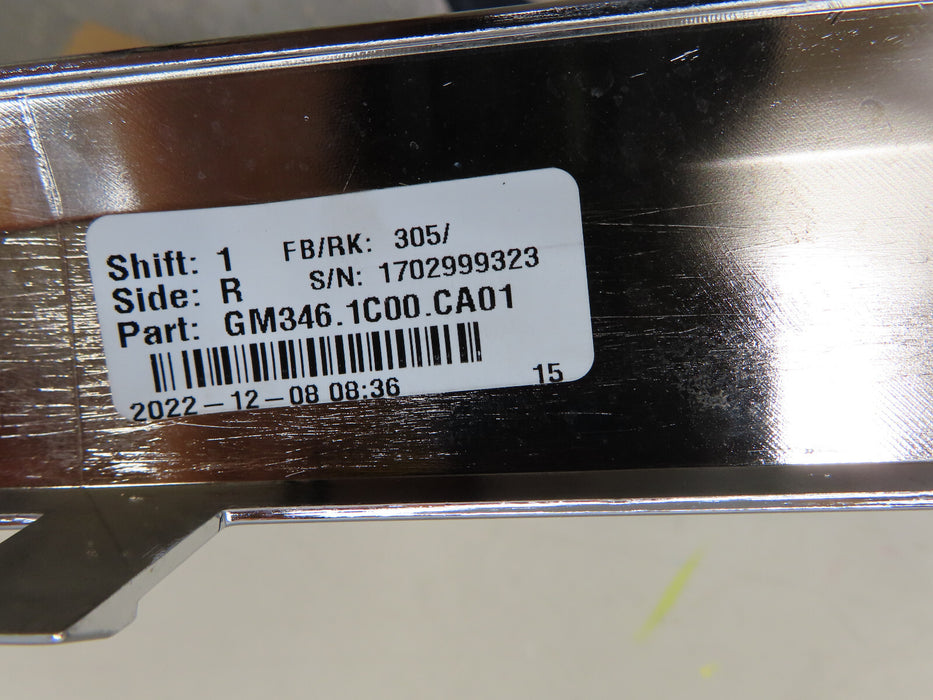 Shift: 1 FB/RK: 305/
Side: R S/N: 1702999323
Part: GM346.1C00.CA01
2022-12-08 08:36 15